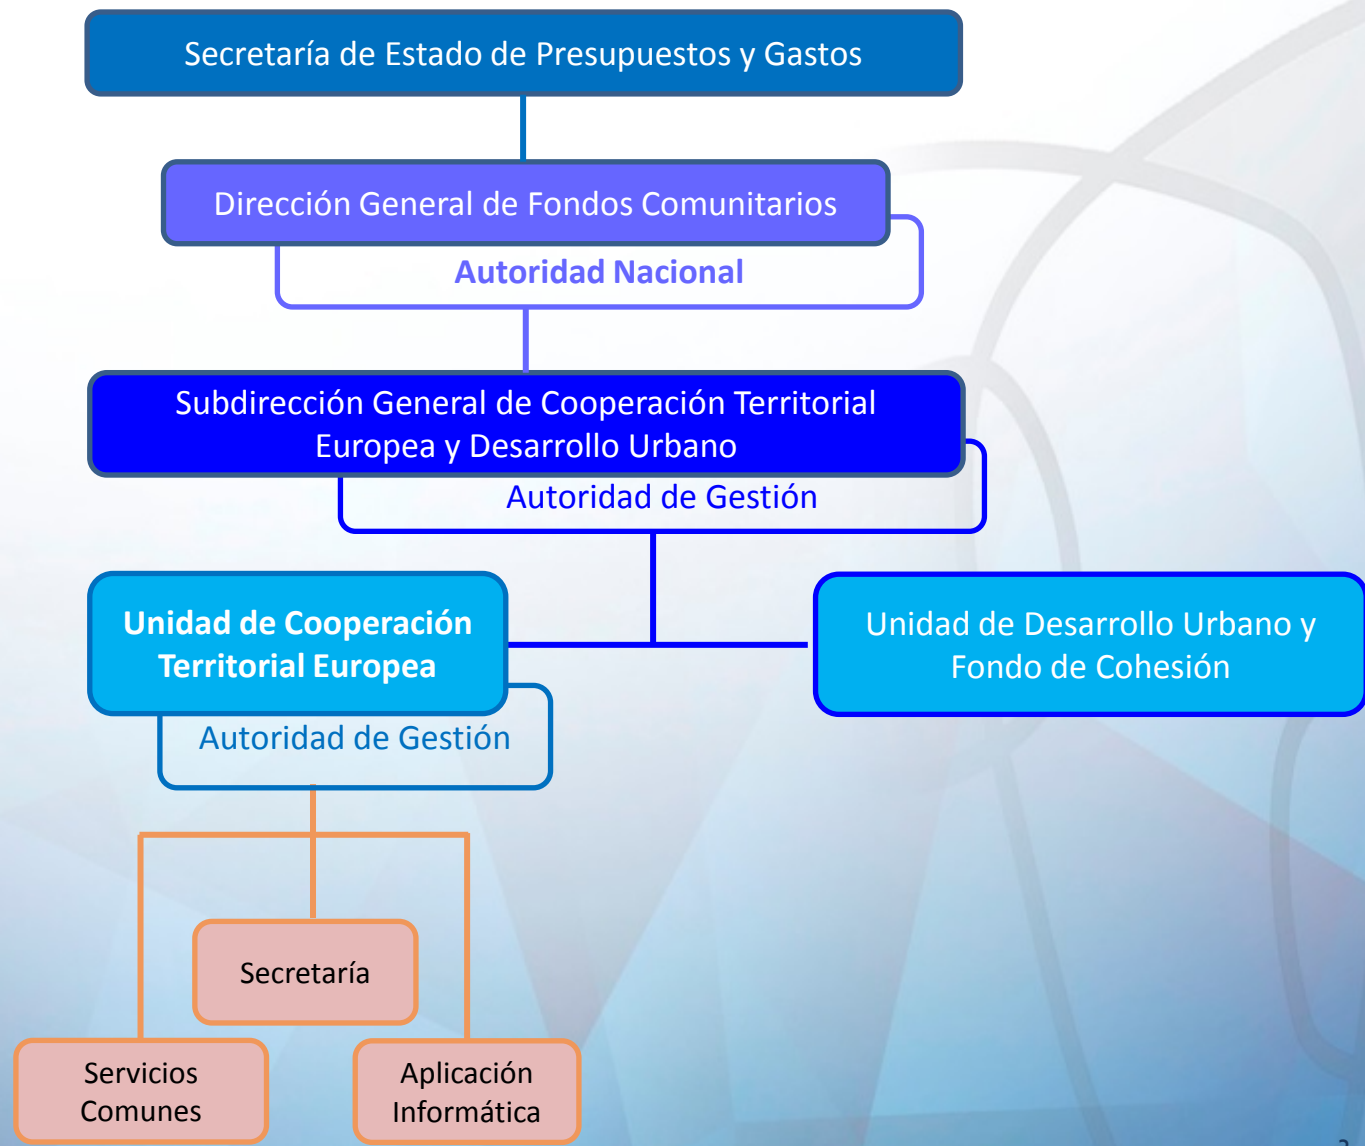 Secretaría de Estado de Presupuestos y Gastos
Dirección General de Fondos Comunitarios
Autoridad Nacional
Subdirección General de Cooperación Territorial
Europea y Desarrollo Urbano
Autoridad de Gestión
Unidad de Cooperación
Territorial Europea
Autoridad de Gestión
Unidad de Desarrollo Urbano y
Fondo de Cohesión
Secretaría
Servicios
Comunes
Aplicación
Informática